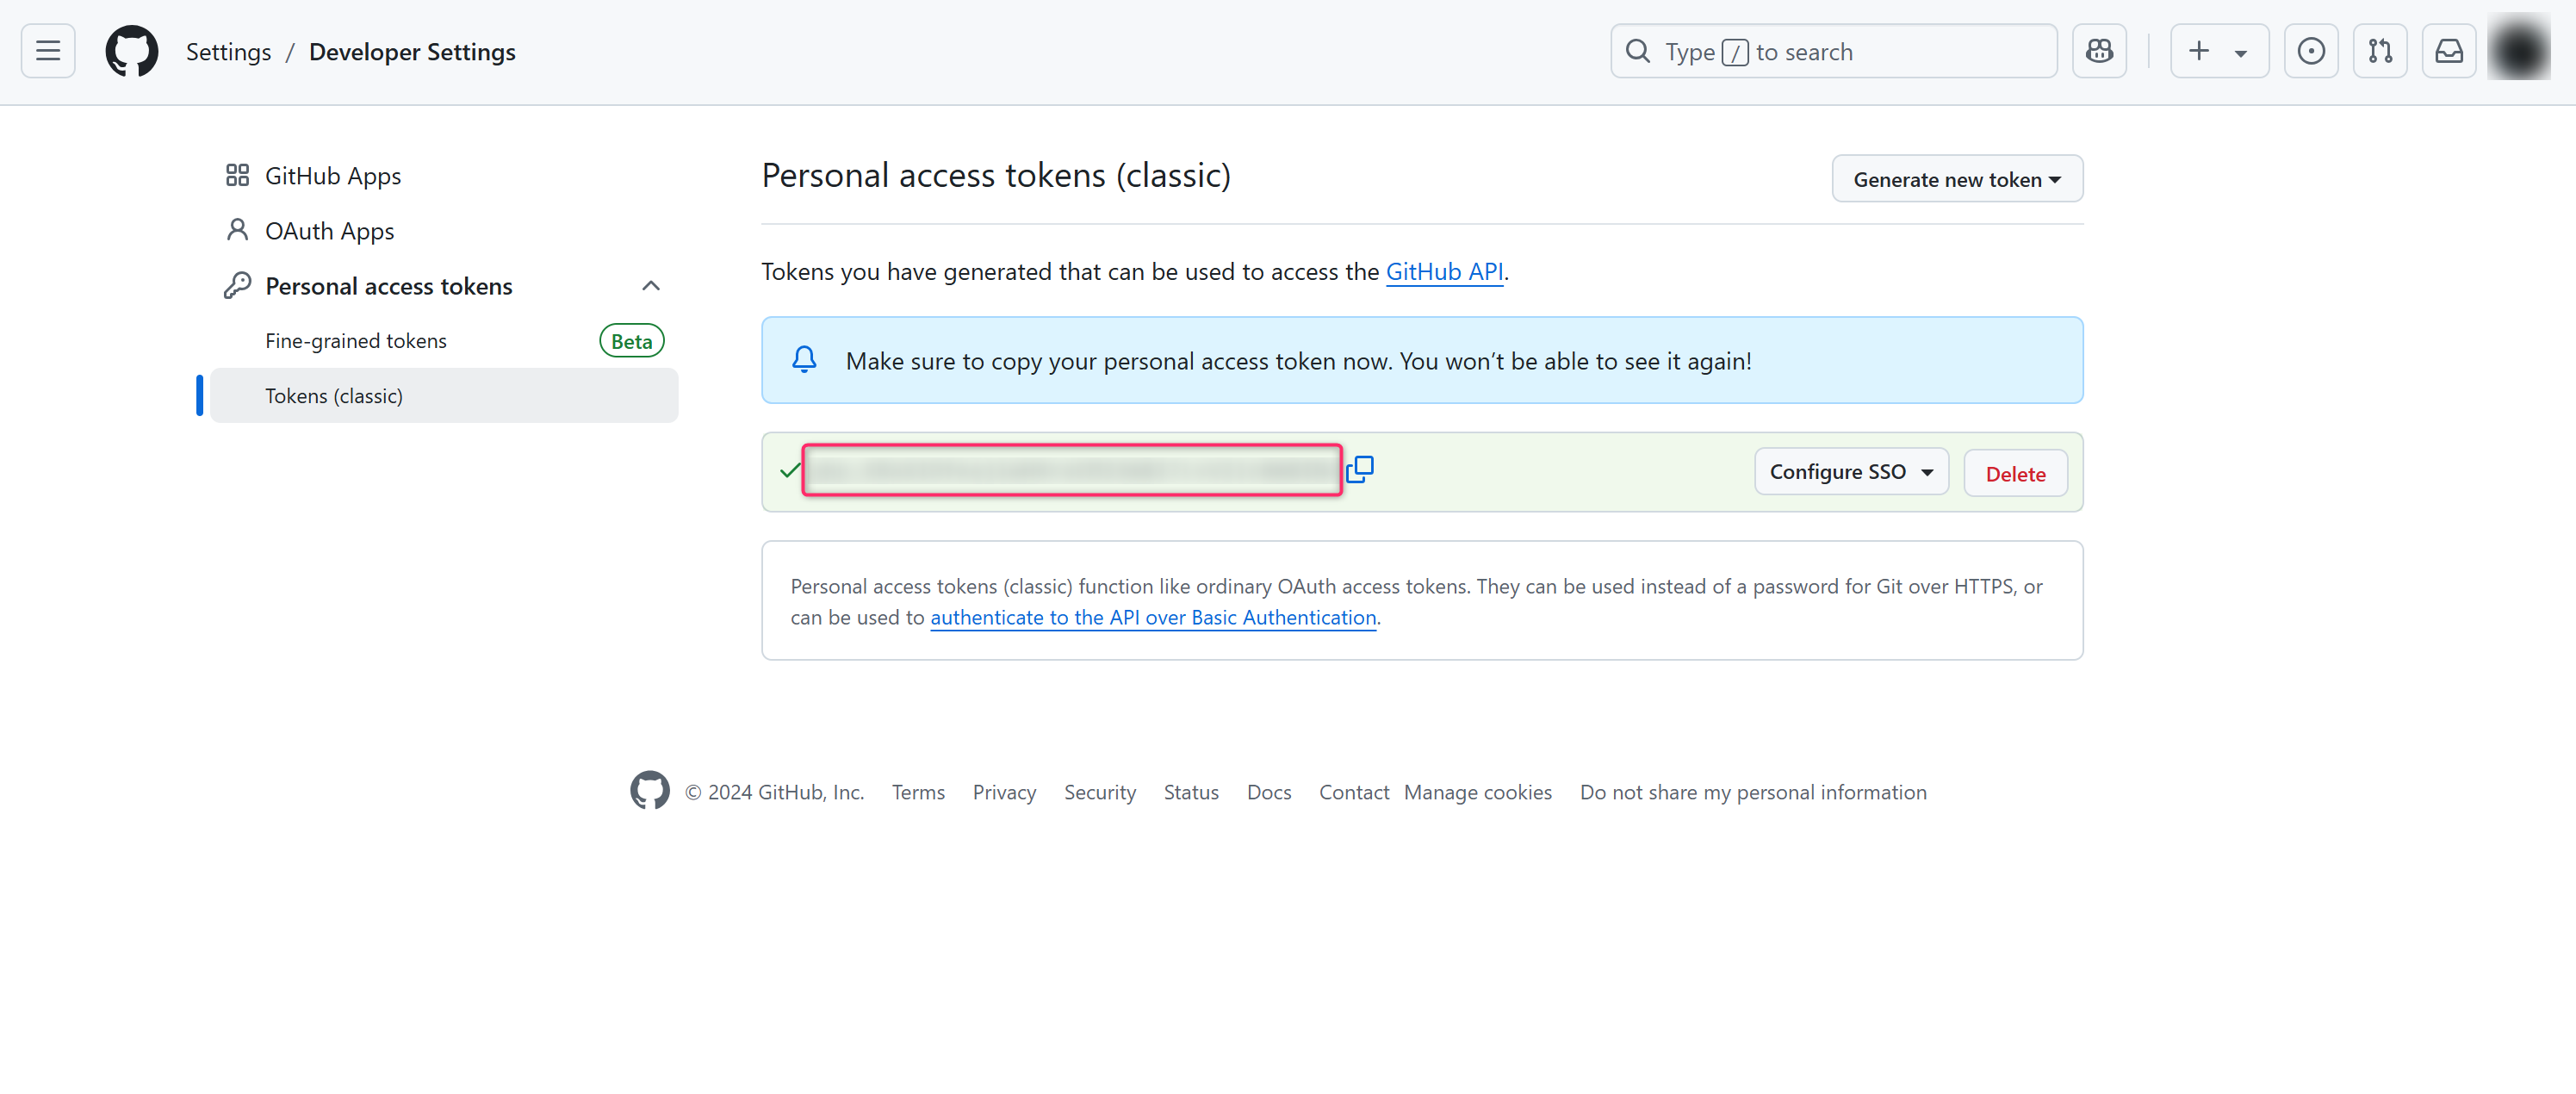 Settings / Developer Settings
Type / to search
GitHub Apps
OAuth Apps
Personal access tokens
Fine-grained tokens Beta
Tokens (classic)
Personal access tokens (classic)
Generate new token
Tokens you have generated that can be used to access the GitHub API.
Make sure to copy your personal access token now. You won’t be able to see it again!
Configure SSO
Delete
Personal access tokens (classic) function like ordinary OAuth access tokens. They can be used instead of a password for Git over HTTPS, or
can be used to authenticate to the API over Basic Authentication.
© 2024 GitHub, Inc. Terms Privacy Security Status Docs Contact Manage cookies Do not share my personal information